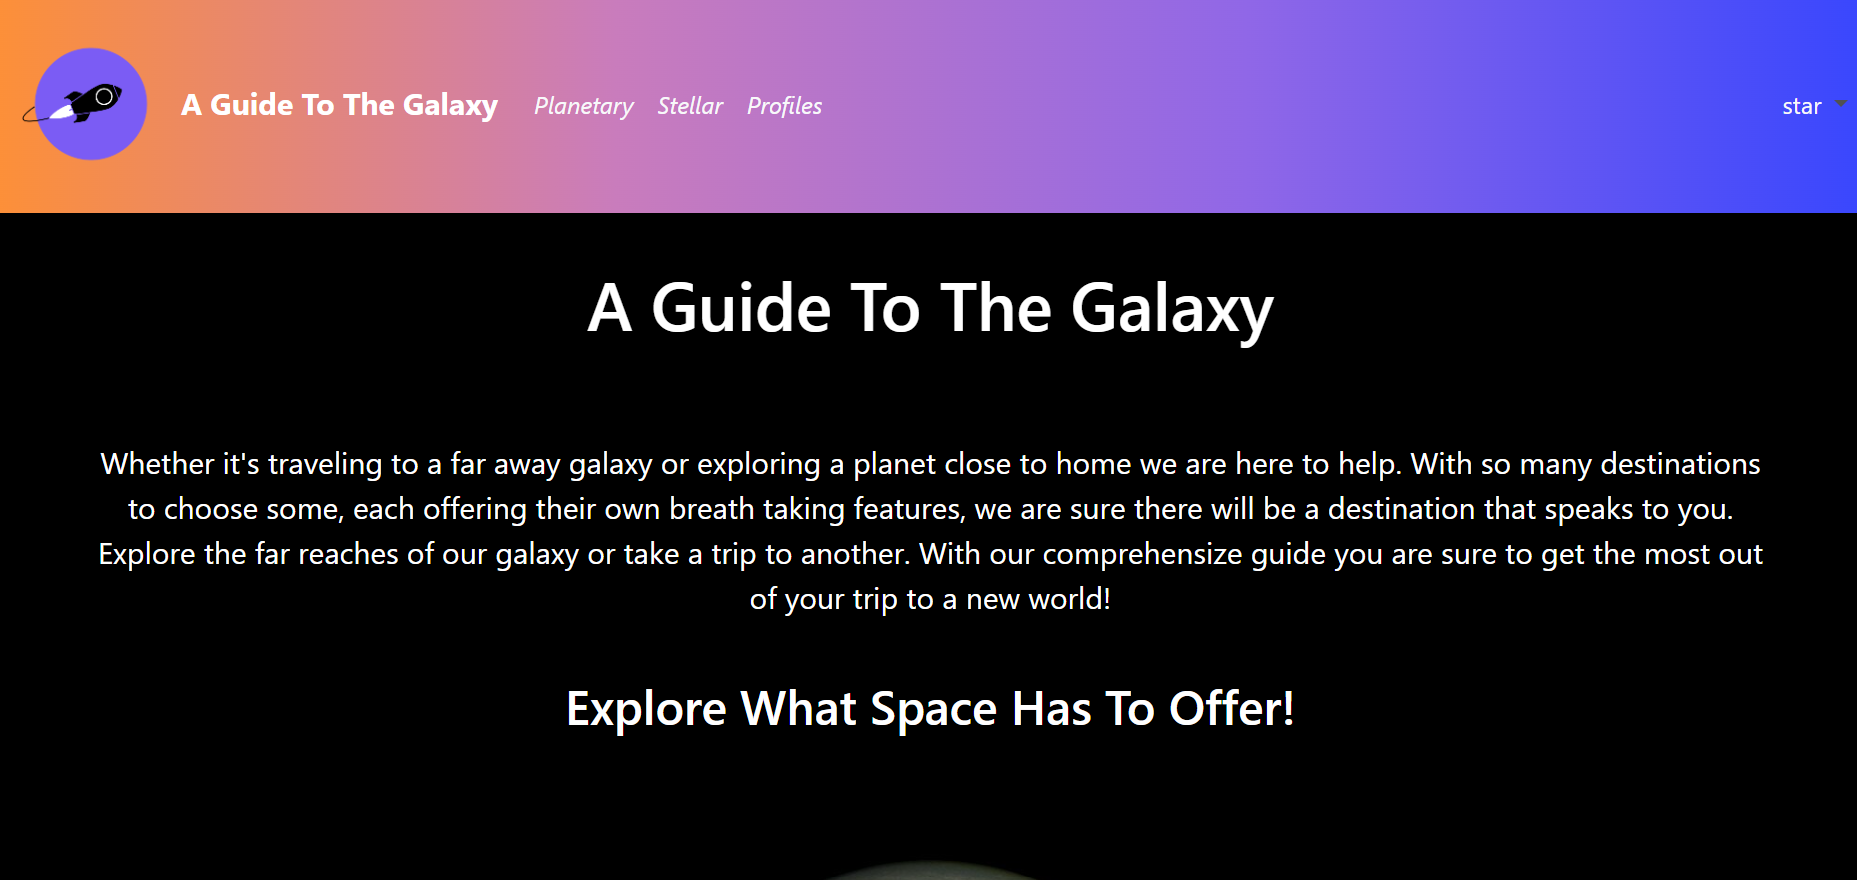 A Guide To The Galaxy Planetary Stellar Profiles star
A Guide To The Galaxy
Whether it's traveling to a far away galaxy or exploring a planet close to home we are here to help. With so many destinations
to choose some, each offering their own breath taking features, we are sure there will be a destination that speaks to you.
Explore the far reaches of our galaxy or take a trip to another. With our comprehensize guide you are sure to get the most out
of your trip to a new world!
Explore What Space Has To Offer!